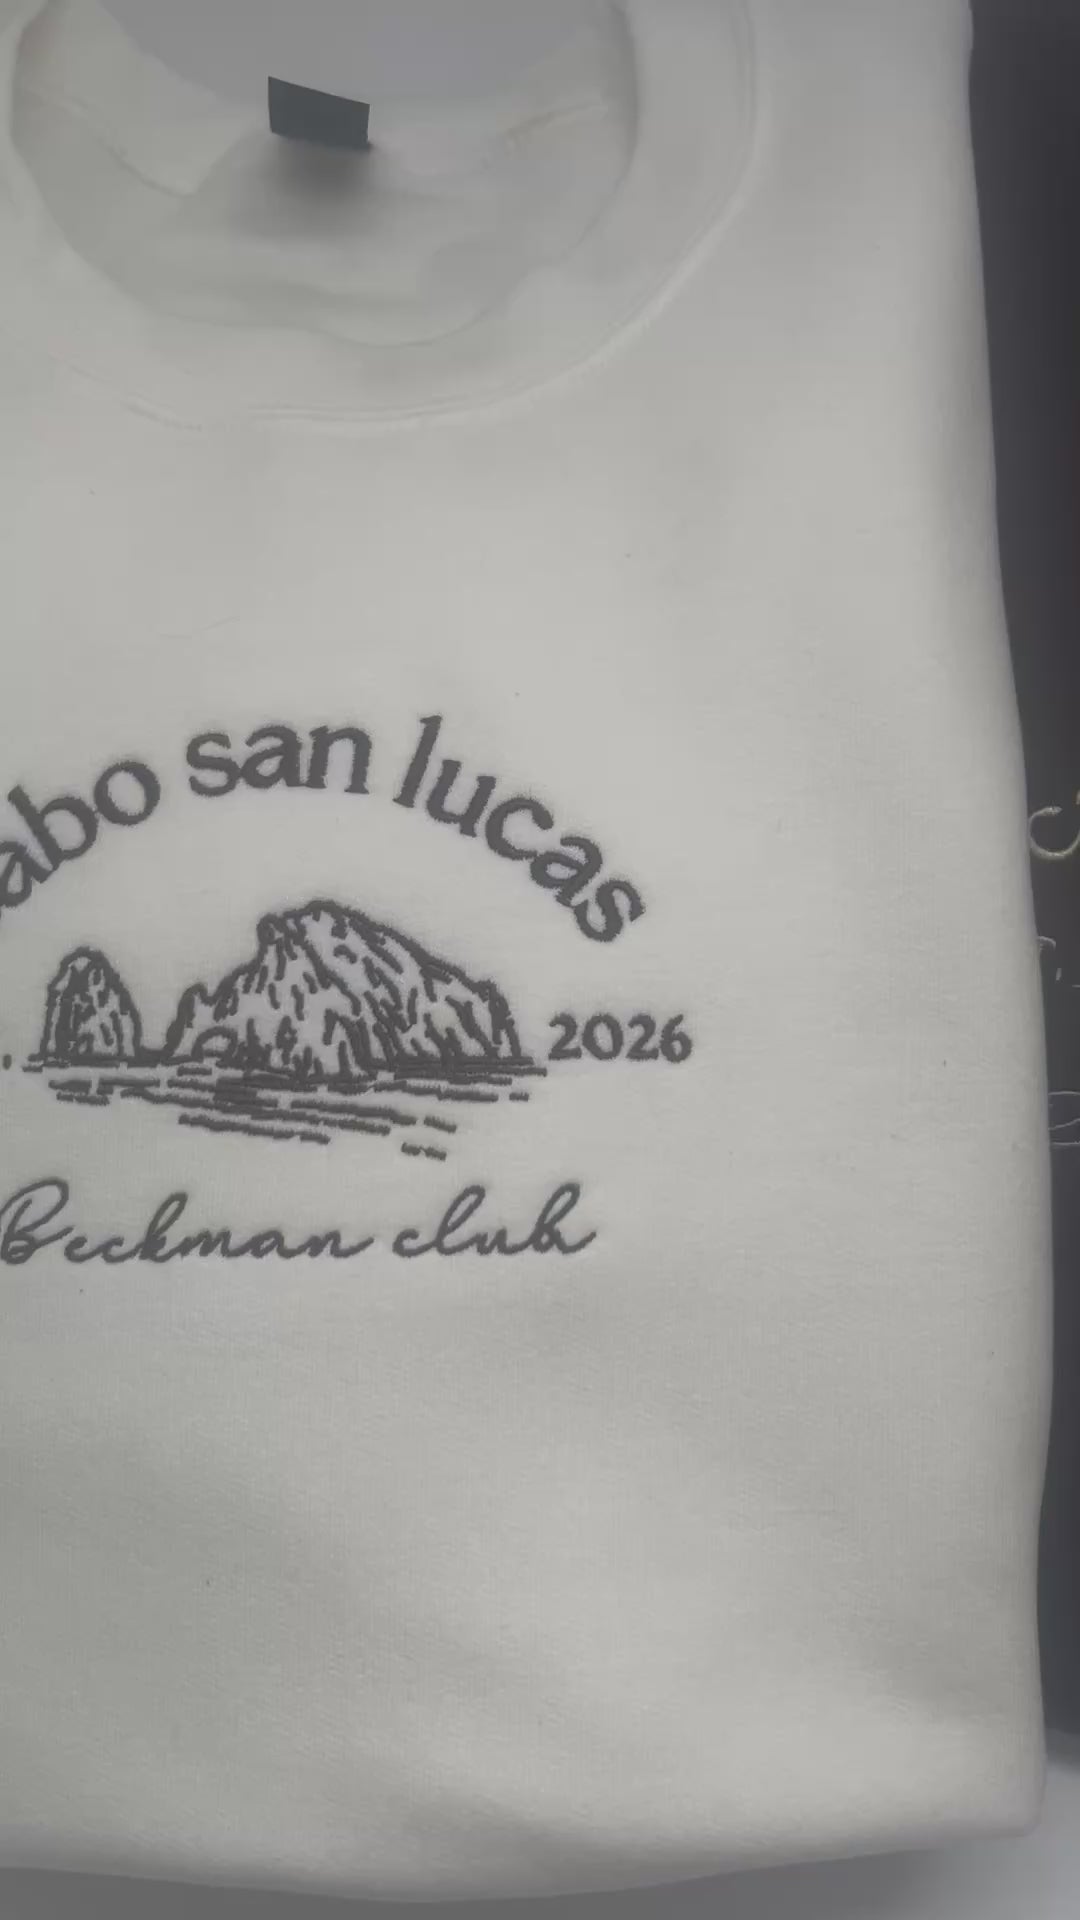 abo san lucas
2026
Beckman club